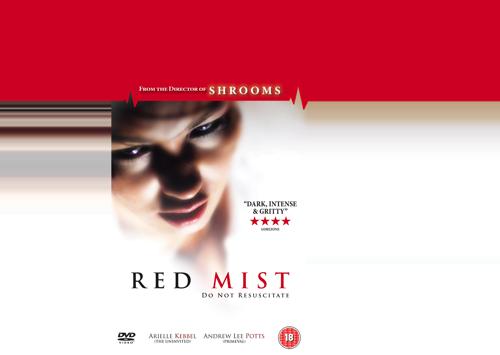 FROM THE DIRECTOR OF SHROOMS
"DARK, INTENSE
& GRITTY"
★★★★
RED MIST
DO NOT RESUSCITATE
DVD
VIDEO
ARIELLE KEBBEL ANDREW LEE POTTS
(THE UNINVITED) (PRIMEVAL)
18